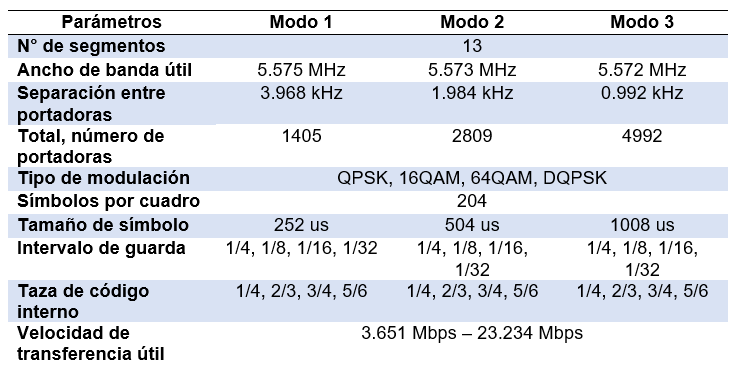 Parámetros Modo 1 Modo 2 Modo 3
N° de segmentos 13
Ancho de banda útil 5.575 MHz 5.573 MHz 5.572 MHz
Separación entre 3.968 kHz 1.984 kHz 0.992 kHz
portadoras
Total, número de 1405 2809 4992
portadoras
Tipo de modulación QPSK, 16QAM, 64QAM, DQPSK
Símbolos por cuadro 204
Tamaño de símbolo 252 us 504 us 1008 us
Intervalo de guarda 1/4, 1/8, 1/16, 1/32 1/4, 1/8, 1/16, 1/4, 1/8, 1/16,
1/32 1/32
Taza de código 1/4, 2/3, 3/4, 5/6 1/4, 2/3, 3/4, 5/6 1/4, 2/3, 3/4, 5/6
interno
Velocidad de 3.651 Mbps – 23.234 Mbps
transferencia útil